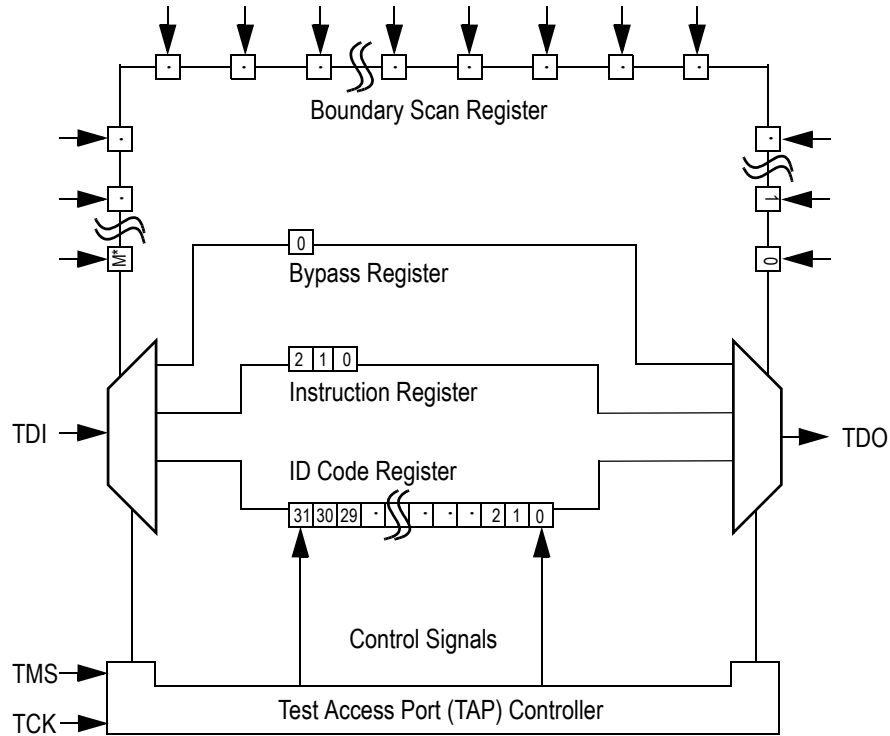 · · · · · · · ·
Boundary Scan Register
· ·
· 1
M* 0
0
Bypass Register
2 1 0
Instruction Register
TDI
TDO
ID Code Register
31 30 29 · · · · 2 1 0
Control Signals
TMS
Test Access Port (TAP) Controller
TCK